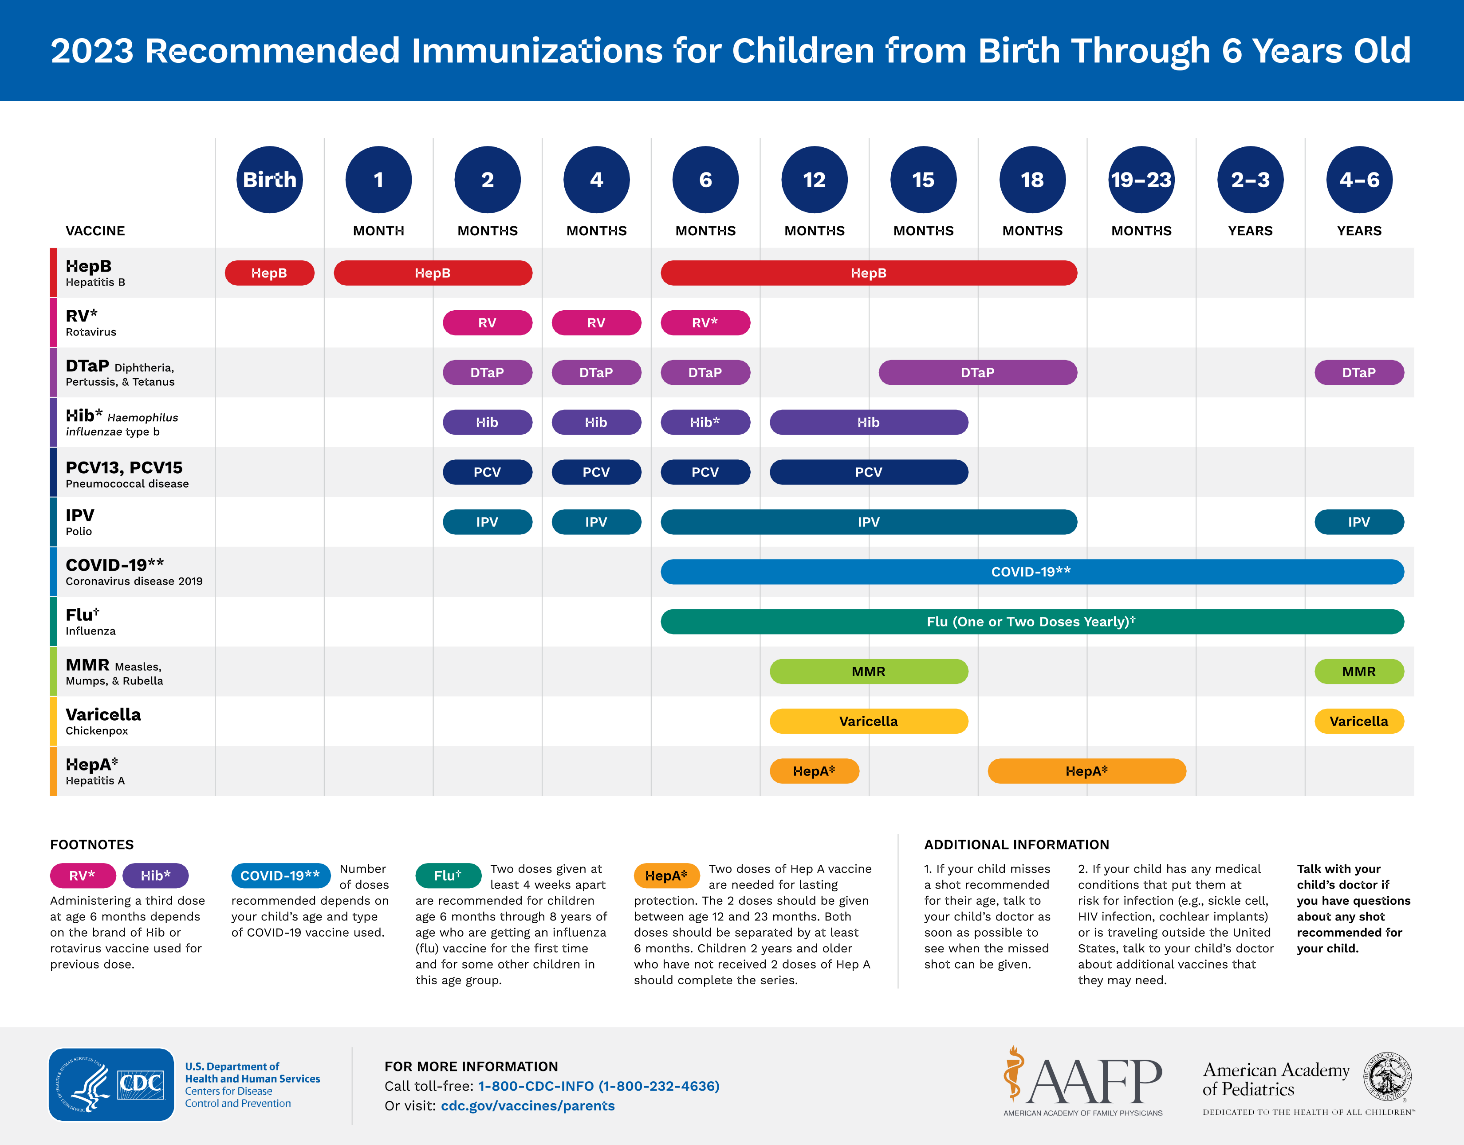 2023 Recommended Immunizations for Children from Birth Through 6 Years Old
Birth 1 2 4 6 12 15 18 19–23 2–3 4–6
VACCINE MONTH MONTHS MONTHS MONTHS MONTHS MONTHS MONTHS MONTHS YEARS YEARS
HepB
Hepatitis B
HepB HepB HepB
RV*
Rotavirus
RV RV RV*
DTaP Diphtheria,
Pertussis, & Tetanus
DTaP DTaP DTaP DTaP DTaP
Hib* Haemophilus
influenzae type b
Hib Hib Hib* Hib
PCV13, PCV15
Pneumococcal disease
PCV PCV PCV PCV
IPV
Polio
IPV IPV IPV IPV
COVID-19**
Coronavirus disease 2019
COVID-19**
Flu†
Influenza
Flu (One or Two Doses Yearly)†
MMR Measles,
Mumps, & Rubella
MMR MMR
Varicella
Chickenpox
Varicella Varicella
HepA‡
Hepatitis A
HepA‡ HepA‡
FOOTNOTES
RV* Hib*
Administering a third dose
at age 6 months depends
on the brand of Hib or
rotavirus vaccine used for
previous dose.
COVID-19** Number
of doses
recommended depends on
your child's age and type
of COVID-19 vaccine used.
Flu† Two doses given at
least 4 weeks apart
are recommended for children
age 6 months through 8 years of
age who are getting an influenza
(flu) vaccine for the first time
and for some other children in
this age group.
HepA‡ Two doses of Hep A vaccine
are needed for lasting
protection. The 2 doses should be given
between age 12 and 23 months. Both
doses should be separated by at least
6 months. Children 2 years and older
who have not received 2 doses of Hep A
should complete the series.
ADDITIONAL INFORMATION
1. If your child misses
a shot recommended
for their age, talk to
your child's doctor as
soon as possible to
see when the missed
shot can be given.
2. If your child has any medical
conditions that put them at
risk for infection (e.g., sickle cell,
HIV infection, cochlear implants)
or is traveling outside the United
States, talk to your child's doctor
about additional vaccines that
they may need.
Talk with your
child's doctor if
you have questions
about any shot
recommended for
your child.
CDC
U.S. Department of
Health and Human Services
Centers for Disease
Control and Prevention
FOR MORE INFORMATION
Call toll-free: 1-800-CDC-INFO (1-800-232-4636)
Or visit: cdc.gov/vaccines/parents
AAFP
AMERICAN ACADEMY OF FAMILY PHYSICIANS
American Academy
of Pediatrics
DEDICATED TO THE HEALTH OF ALL CHILDREN™